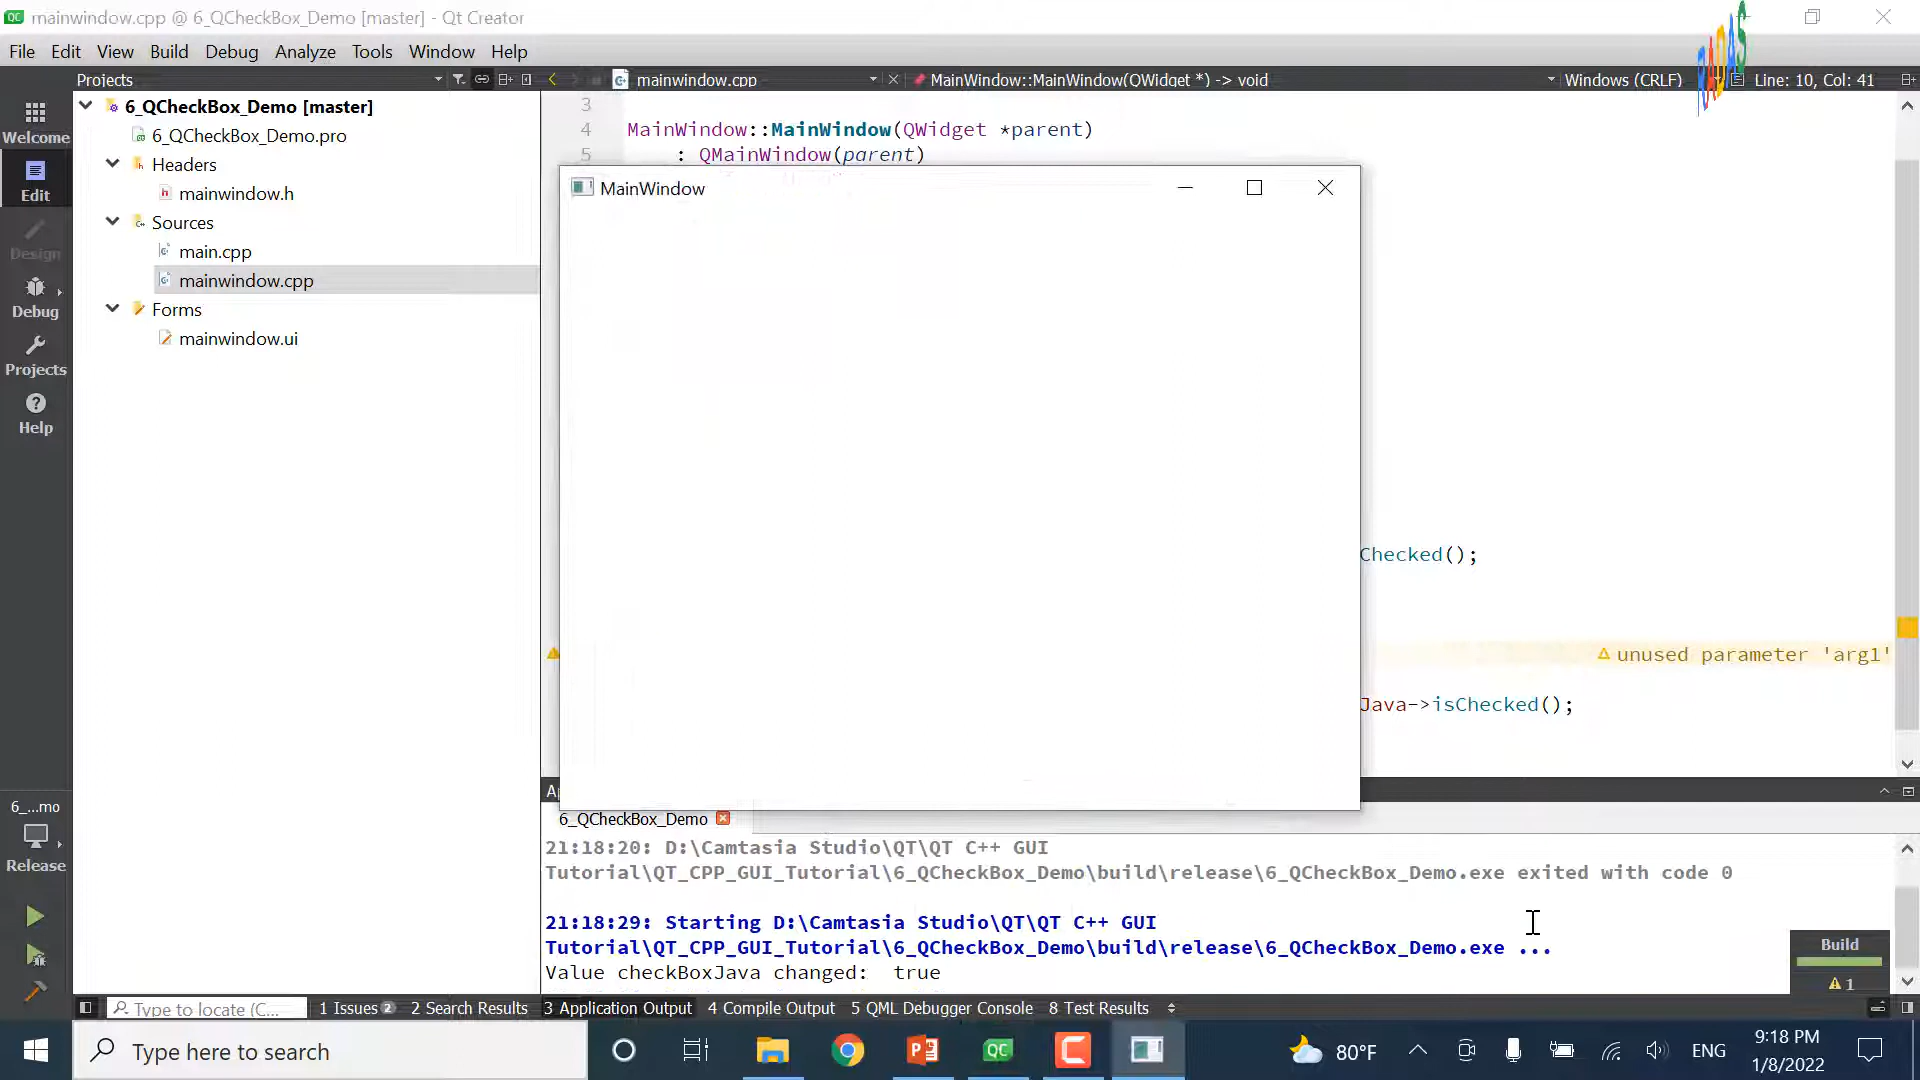 mainwindow.cpp @ 6_QCheckBox_Demo [master] - Qt Creator
File Edit View Build Debug Analyze Tools Window Help
Projects
mainwindow.cpp
MainWindow::MainWindow(QWidget *) -> void
Windows (CRLF)
Line: 10, Col: 41
Welcome
Edit
Design
Debug
Projects
Help
6_QCheckBox_Demo [master]
6_QCheckBox_Demo.pro
Headers
mainwindow.h
Sources
main.cpp
mainwindow.cpp
Forms
mainwindow.ui
3
4 MainWindow::MainWindow(QWidget *parent)
5 : QMainWindow(parent)
MainWindow
Checked();
unused parameter 'arg1'
Java->isChecked();
6_QCheckBox_Demo
21:18:20: D:\Camtasia Studio\QT\QT C++ GUI
Tutorial\QT_CPP_GUI_Tutorial\6_QCheckBox_Demo\build\release\6_QCheckBox_Demo.exe exited with code 0
21:18:29: Starting D:\Camtasia Studio\QT\QT C++ GUI
Tutorial\QT_CPP_GUI_Tutorial\6_QCheckBox_Demo\build\release\6_QCheckBox_Demo.exe ...
Value checkBoxJava changed:  true
6_...mo
Release
Build
1
Type to locate (C...
1 Issues 2
2 Search Results
3 Application Output
4 Compile Output
5 QML Debugger Console
8 Test Results
Type here to search
80°F
ENG
9:18 PM
1/8/2022